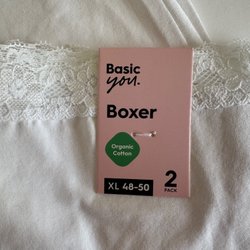 Basic
you.
Boxer
Organic
Cotton
XL 48-50
2
PACK